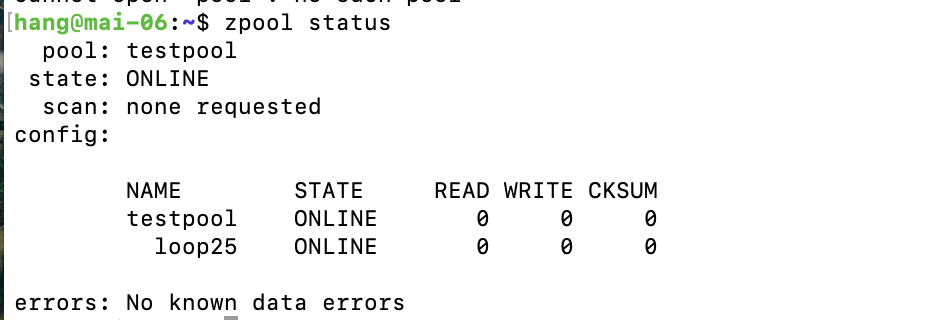 [hang@mai-06:~$ zpool status
  pool: testpool
 state: ONLINE
  scan: none requested
config:

        NAME        STATE     READ WRITE CKSUM
        testpool    ONLINE       0     0     0
          loop25    ONLINE       0     0     0

errors: No known data errors